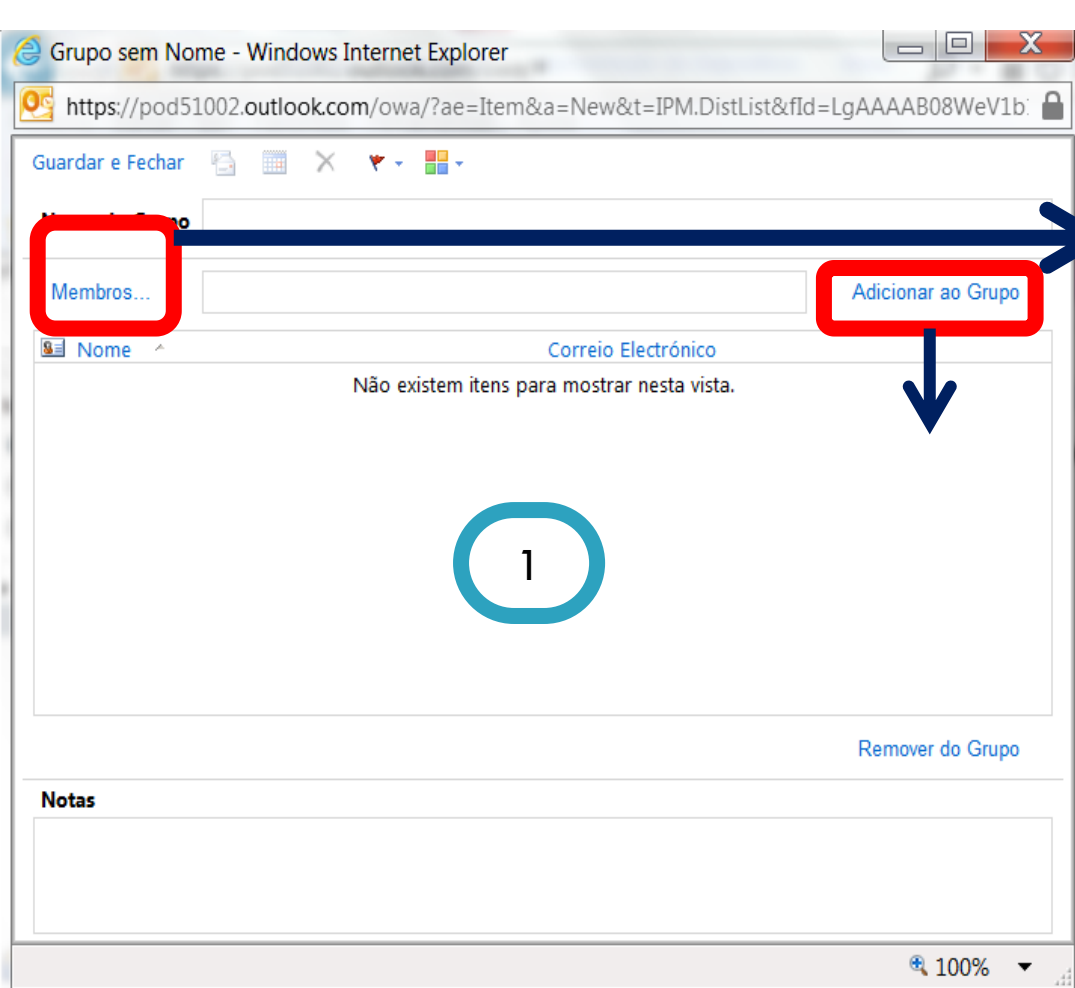 Grupo sem Nome - Windows Internet Explorer
https://pod51002.outlook.com/owa/?ae=Item&a=New&t=IPM.DistList&fId=LgAAAAB08WeV1b
Guardar e Fechar
Membros...
Adicionar ao Grupo
Nome
Correio Electrónico
Não existem itens para mostrar nesta vista.
1
Remover do Grupo
Notas
100%